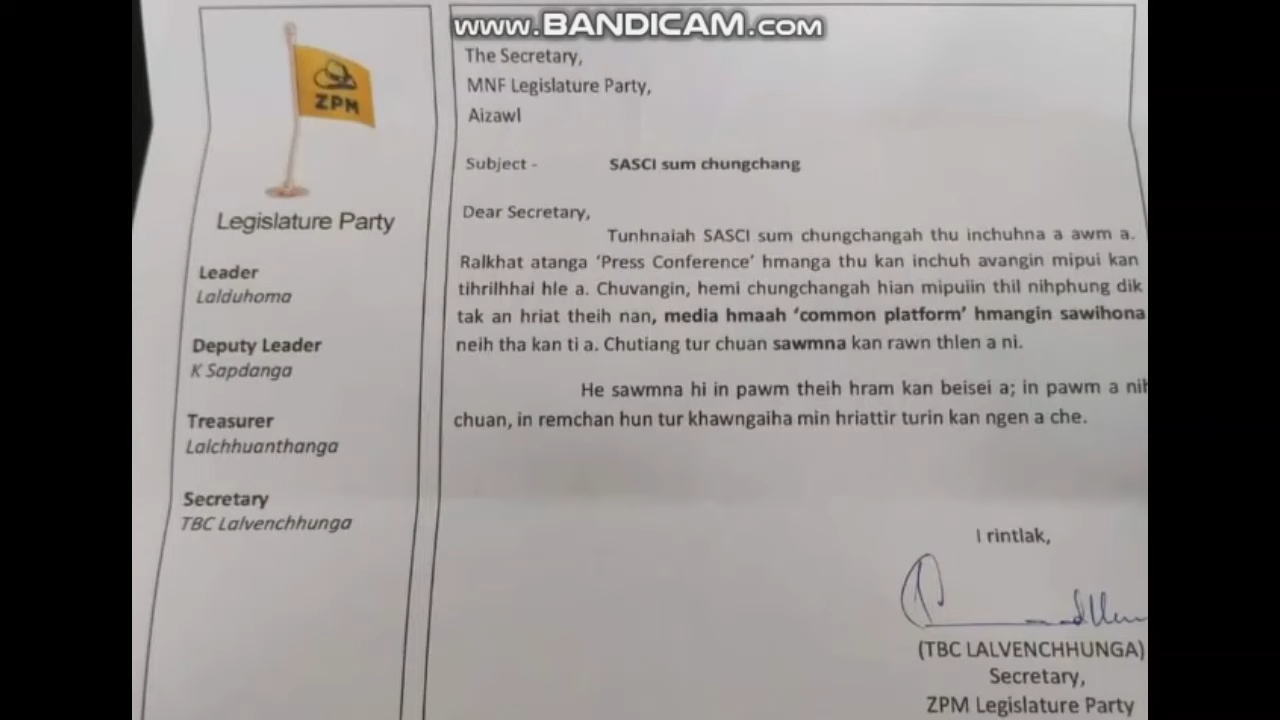 www.BANDICAM.com
ZPM
Legislature Party
Leader
Lalduhoma
Deputy Leader
K Sapdanga
Treasurer
Lalchhuanthanga
Secretary
TBC Lalvenchhunga
The Secretary,
MNF Legislature Party,
Aizawl
Subject - SASCI sum chungchang
Dear Secretary,
Tunhnaiah SASCI sum chungchangah thu inchuhna a awm a.
Ralkhat atanga ‘Press Conference’ hmanga thu kan inchuh avangin mipui kan
tihrilhhai hle a. Chuvangin, hemi chungchangah hian mipuiin thil nihphung dik
tak an hriat theih nan, media hmaah ‘common platform’ hmangin sawihona
neih tha kan ti a. Chutiang tur chuan sawmna kan rawn thlen a ni.
He sawmna hi in pawm theih hram kan beisei a; in pawm a nih
chuan, in remchan hun tur khawngaiha min hriattir turin kan ngen a che.
I rintlak,
(TBC LALVENCHHUNGA)
Secretary,
ZPM Legislature Party